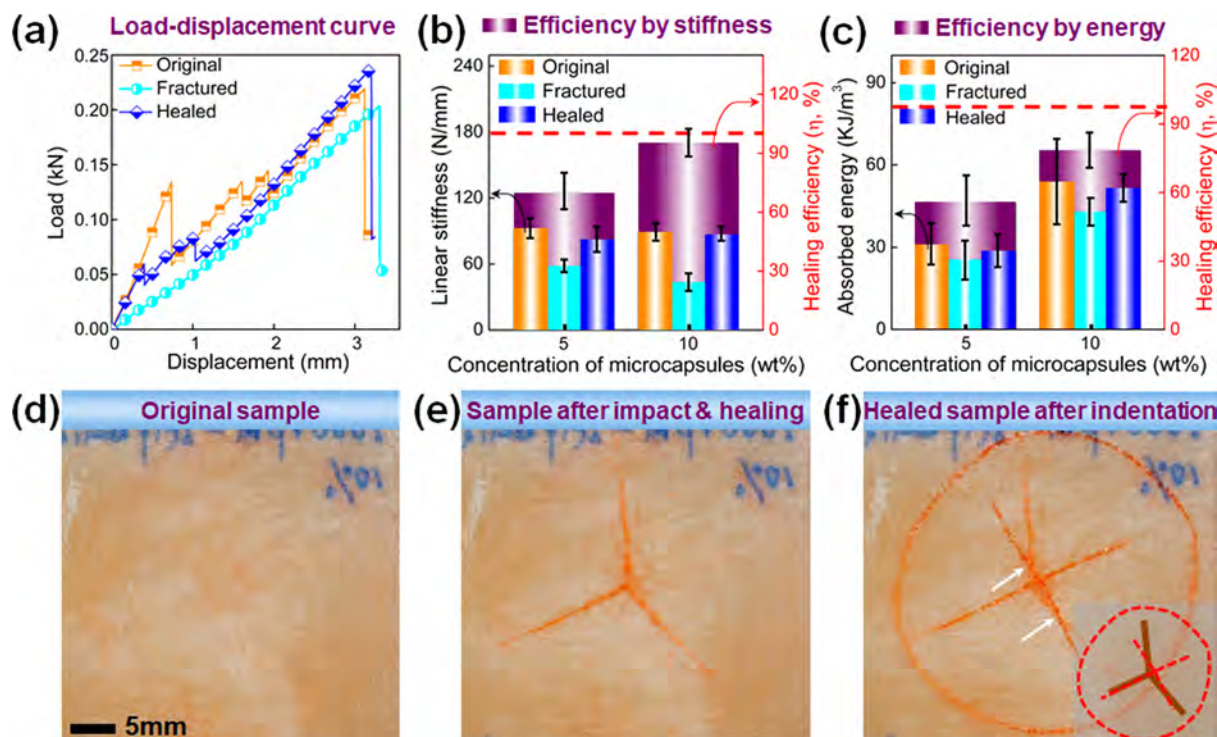 (a)
Load-displacement curve
Original
Fractured
Healed
0.25
0.20
0.15
0.10
0.05
0.00
Load (kN)
0
1
2
3
Displacement (mm)
(b)
Efficiency by stiffness
Original
Fractured
Healed
240
180
120
60
0
Linear stiffness (N/mm)
120
90
60
30
0
Healing efficiency (η, %)
5
10
Concentration of microcapsules (wt%)
(c)
Efficiency by energy
Original
Fractured
Healed
90
60
30
0
Absorbed energy (KJ/m³)
120
90
60
30
0
Healing efficiency (η, %)
5
10
Concentration of microcapsules (wt%)
(d)
Original sample
10%
5mm
(e)
Sample after impact & healing
10%
(f)
Healed sample after indentation
10%